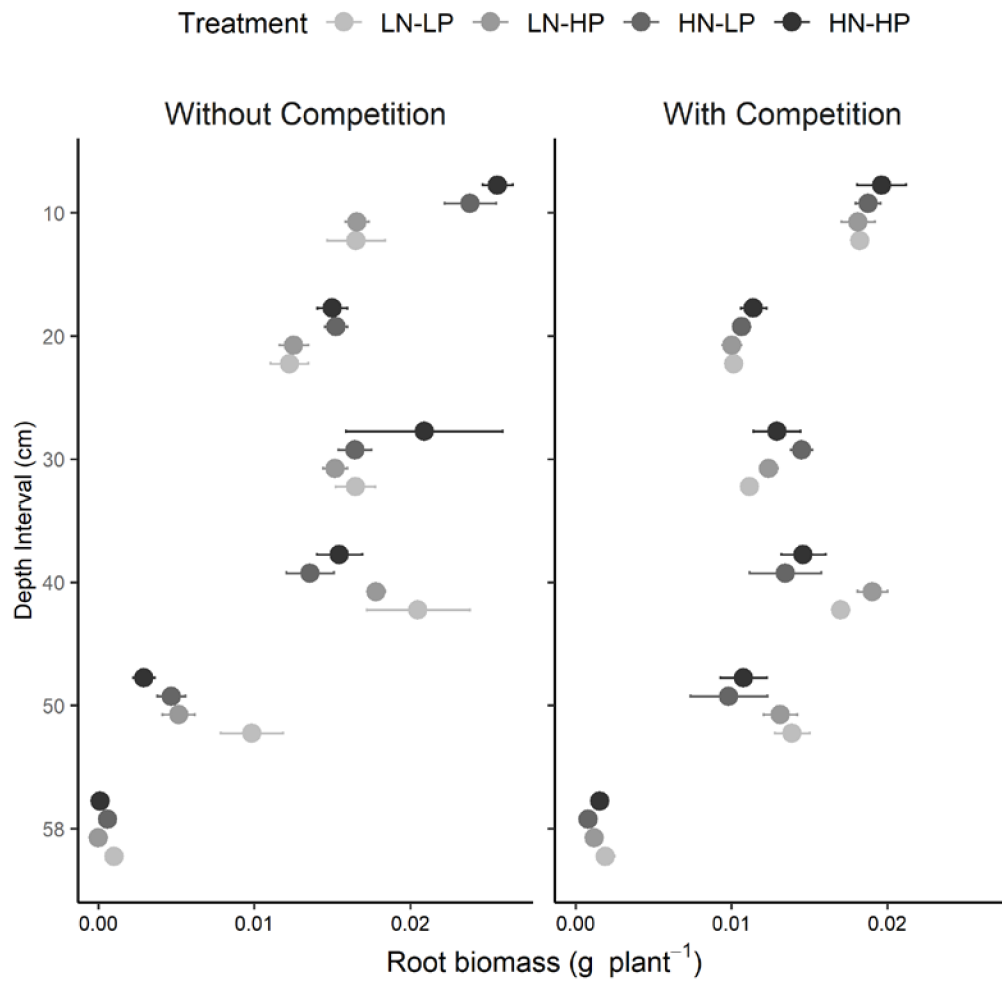 Treatment LN-LP LN-HP HN-LP HN-HP
Without Competition With Competition
10
20
30
40
50
58
Depth Interval (cm)
0.00 0.01 0.02 0.00 0.01 0.02
Root biomass (g plant⁻¹)